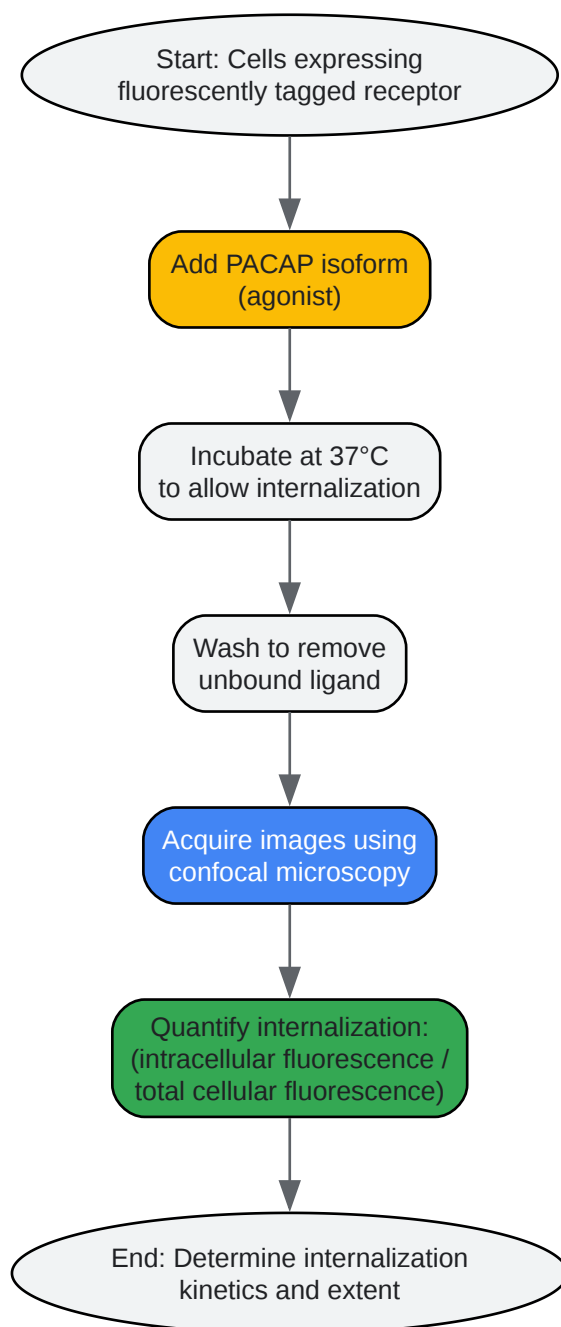 Start: Cells expressing
fluorescently tagged receptor
Add PACAP isoform
(agonist)
Incubate at 37°C
to allow internalization
Wash to remove
unbound ligand
Acquire images using
confocal microscopy
Quantify internalization:
(intracellular fluorescence /
total cellular fluorescence)
End: Determine internalization
kinetics and extent